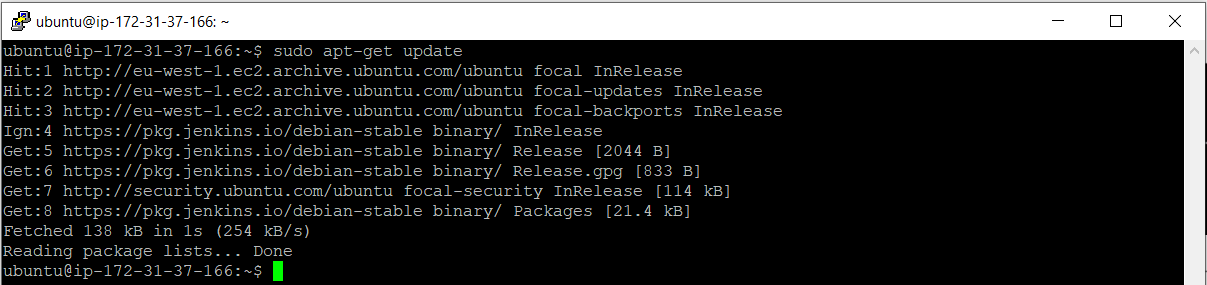 ubuntu@ip-172-31-37-166: ~
ubuntu@ip-172-31-37-166:~$ sudo apt-get update
Hit:1 http://eu-west-1.ec2.archive.ubuntu.com/ubuntu focal InRelease
Hit:2 http://eu-west-1.ec2.archive.ubuntu.com/ubuntu focal-updates InRelease
Hit:3 http://eu-west-1.ec2.archive.ubuntu.com/ubuntu focal-backports InRelease
Ign:4 https://pkg.jenkins.io/debian-stable binary/ InRelease
Get:5 https://pkg.jenkins.io/debian-stable binary/ Release [2044 B]
Get:6 https://pkg.jenkins.io/debian-stable binary/ Release.gpg [833 B]
Get:7 http://security.ubuntu.com/ubuntu focal-security InRelease [114 kB]
Get:8 https://pkg.jenkins.io/debian-stable binary/ Packages [21.4 kB]
Fetched 138 kB in 1s (254 kB/s)
Reading package lists... Done
ubuntu@ip-172-31-37-166:~$